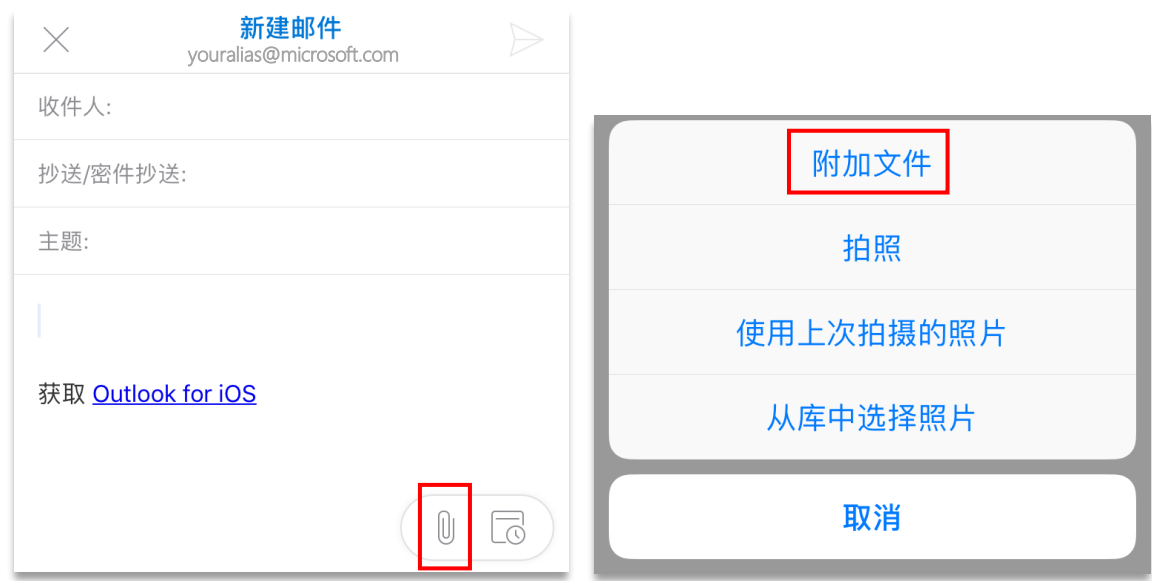 新建邮件
youralias@microsoft.com
收件人:
抄送/密件抄送:
主题:
获取 Outlook for iOS
附加文件
拍照
使用上次拍摄的照片
从库中选择照片
取消